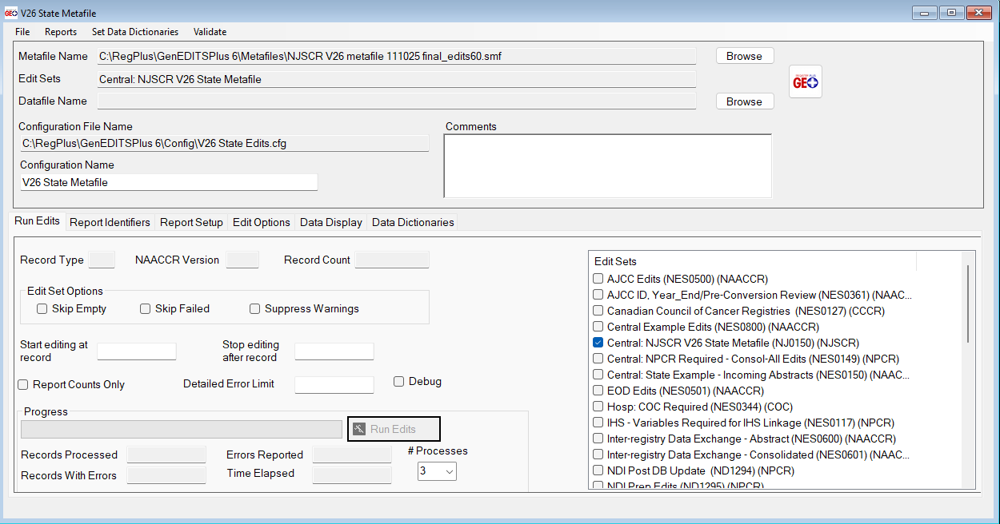 GEO V26 State Metafile
File Reports Set Data Dictionaries Validate
Metafile Name C:\RegPlus\GenEDITSPlus 6\Metafiles\NJSCR V26 metafile 111025 final_edits60.smf Browse
Edit Sets Central: NJSCR V26 State Metafile
REGISTRY PLUS
GE
Datafile Name Browse
Configuration File Name
C:\RegPlus\GenEDITSPlus 6\Config\V26 State Edits.cfg
Comments
Configuration Name
V26 State Metafile
Run Edits Report Identifiers Report Setup Edit Options Data Display Data Dictionaries
Record Type NAACCR Version Record Count
Edit Set Options
Skip Empty Skip Failed Suppress Warnings
Start editing at
record
Stop editing
after record
Report Counts Only Detailed Error Limit Debug
Progress
Run Edits
Records Processed Errors Reported # Processes
Records With Errors Time Elapsed 3
Edit Sets
AJCC Edits (NES0500) (NAACCR)
AJCC ID, Year_End/Pre-Conversion Review (NES0361) (NAAC...
Canadian Council of Cancer Registries (NES0127) (CCCR)
Central Example Edits (NES0800) (NAACCR)
Central: NJSCR V26 State Metafile (NJ0150) (NJSCR)
Central: NPCR Required - Consol-All Edits (NES0149) (NPCR)
Central: State Example - Incoming Abstracts (NES0150) (NAAC...
EOD Edits (NES0501) (NAACCR)
Hosp: COC Required (NES0344) (COC)
IHS - Variables Required for IHS Linkage (NES0117) (NPCR)
Inter-registry Data Exchange - Abstract (NES0600) (NAACCR)
Inter-registry Data Exchange - Consolidated (NES0601) (NAAC...
NDI Post DB Update (ND1294) (NPCR)
NDI Prep Edits (ND1295) (NPCR)